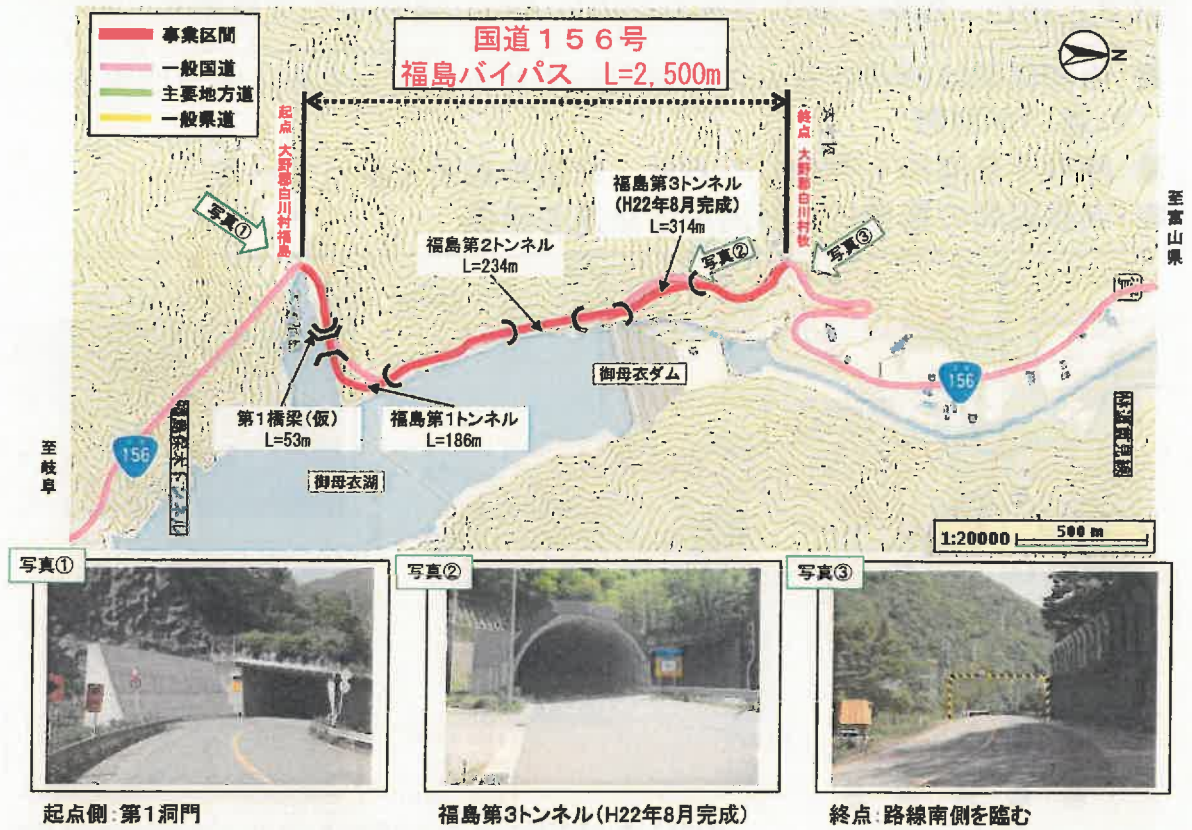 事業区間
一般国道
主要地方道
一般県道
国道156号
福島バイパス L=2,500m
N
起点 大野郡白川村福島
終点 大野郡白川村牧
至富山県
至岐阜
写真①
写真②
写真③
福島第3トンネル
(H22年8月完成)
L=314m
福島第2トンネル
L=234m
御母衣ダム
第1橋梁(仮)
L=53m
福島第1トンネル
L=186m
御母衣湖
156
156
1:20000
500 m
写真①
写真②
写真③
起点側:第1洞門
福島第3トンネル(H22年8月完成)
終点:路線南側を臨む